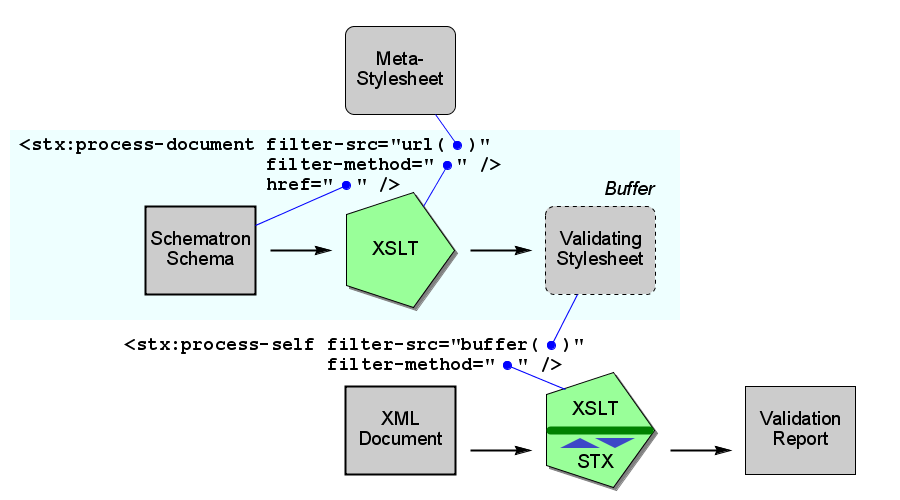 Meta-
Stylesheet
<stx:process-document filter-src="url( )"
filter-method=" " />
href=" " />
Buffer
Schematron
Schema
XSLT
Validating
Stylesheet
<stx:process-self filter-src="buffer( )"
filter-method=" " />
XML
Document
XSLT
STX
Validation
Report